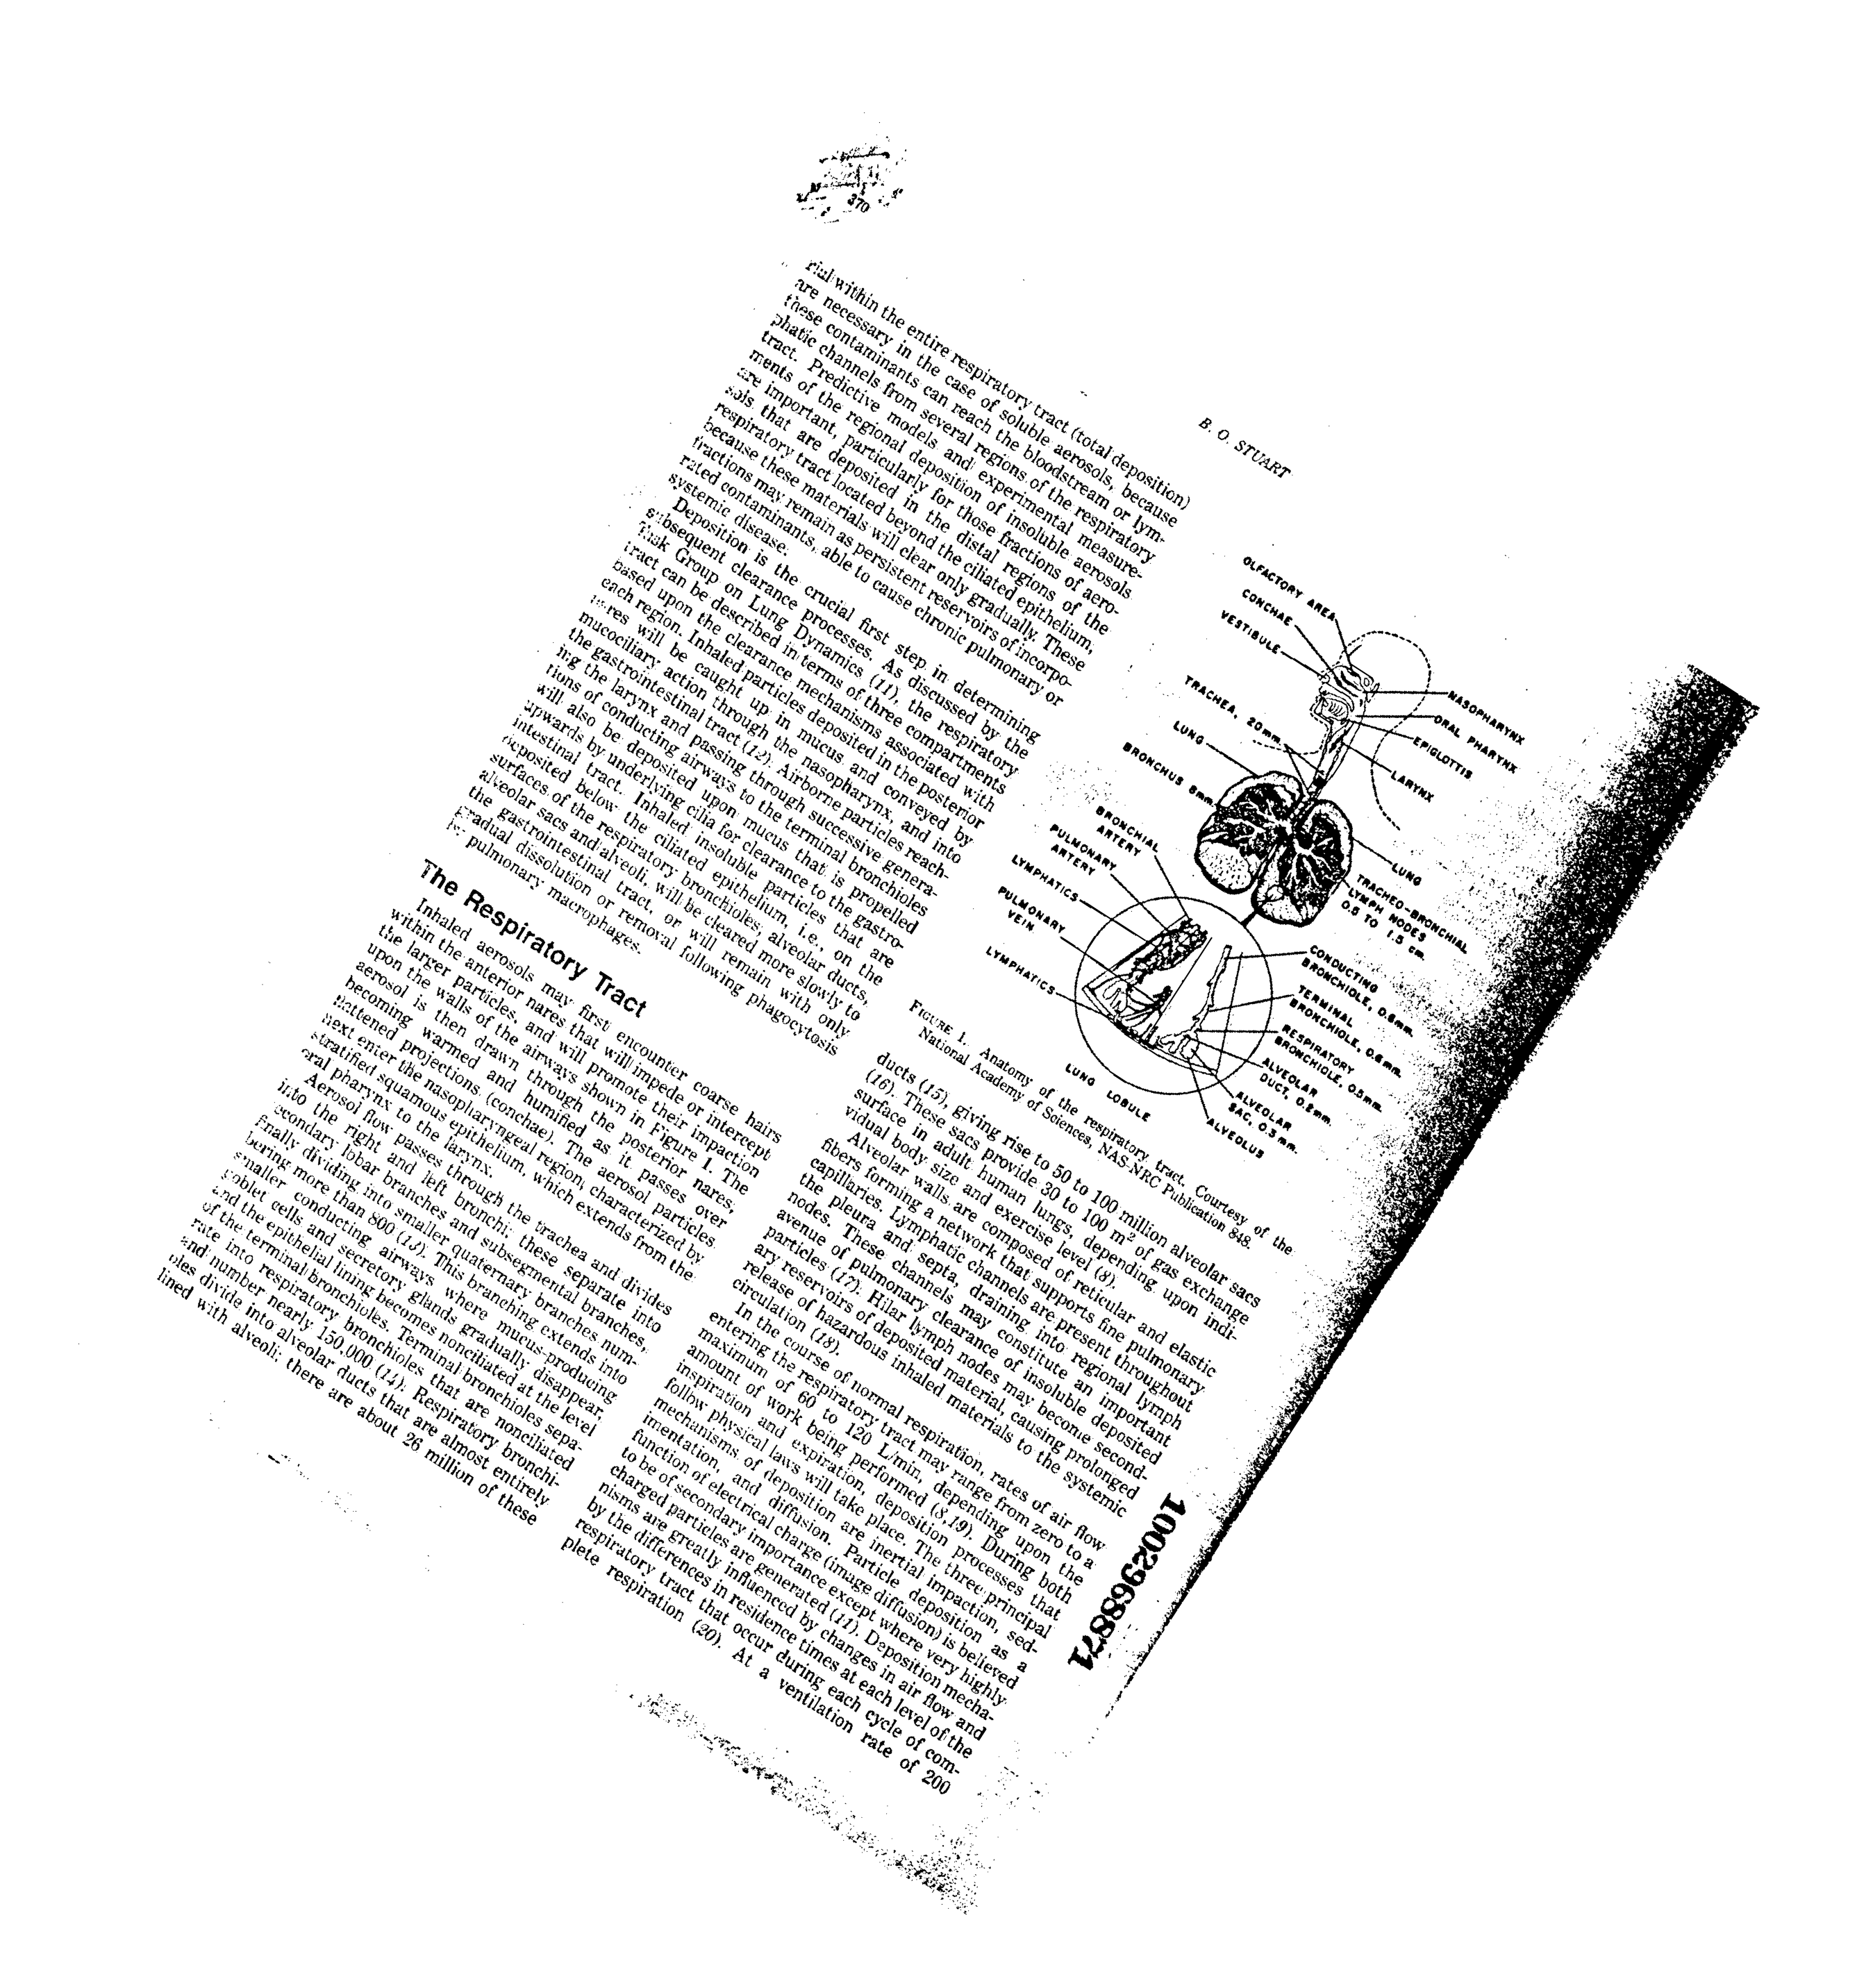 370
B. O. STUART
rial within the entire respiratory tract (total deposition)
are necessary in the case of soluble aerosols, because
these contaminants can reach the bloodstream or lym-
phatic channels from several regions of the respiratory
tract. Predictive models and experimental measure-
ments of the regional deposition of insoluble aerosols
are important, particularly for those fractions of aero-
sols that are deposited in the distal regions of the
respiratory tract located beyond the ciliated epithelium,
because these materials will clear only gradually. These
fractions may remain as persistent reservoirs of incorpo-
rated contaminants, able to cause chronic pulmonary or
systemic disease.
Deposition is the crucial first step in determining
subsequent clearance processes. As discussed by the
Task Group on Lung Dynamics (11), the respiratory
tract can be described in terms of three compartments
based upon the clearance mechanisms associated with
each region. Inhaled particles deposited in the posterior
nares will be caught up in mucus and conveyed by
mucociliary action through the nasopharynx, and into
the gastrointestinal tract (12). Airborne particles reach-
ing the larynx and passing through successive genera-
tions of conducting airways to the terminal bronchioles
will also be deposited upon mucus that is propelled
upwards by underlying cilia for clearance to the gastro-
intestinal tract. Inhaled insoluble particles that are
deposited below the ciliated epithelium, i.e., on the
surfaces of the respiratory bronchioles, alveolar ducts,
alveolar sacs and alveoli, will be cleared more slowly to
the gastrointestinal tract, or will remain with only
gradual dissolution or removal following phagocytosis
by pulmonary macrophages.
The Respiratory Tract
Inhaled aerosols may first encounter coarse hairs
within the anterior nares that will impede or intercept
the larger particles, and will promote their impaction
upon the walls of the airways shown in Figure 1. The
aerosol is then drawn through the posterior nares,
becoming warmed and humified as it passes over
flattened projections (conchae). The aerosol particles
next enter the nasopharyngeal region, characterized by
stratified squamous epithelium, which extends from the
oral pharynx to the larynx.
Aerosol flow passes through the trachea and divides
into the right and left bronchi; these separate into
secondary lobar branches and subsegmental branches,
finally dividing into smaller quaternary branches, num-
bering more than 800 (13). This branching extends into
smaller conducting airways where mucus-producing
goblet cells and secretory glands gradually disappear,
and the epithelial lining becomes nonciliated at the level
of the terminal bronchioles. Terminal bronchioles sepa-
rate into respiratory bronchioles that are nonciliated
and number nearly 150,000 (14). Respiratory bronchi-
oles divide into alveolar ducts that are almost entirely
lined with alveoli; there are about 26 million of these
OLFACTORY AREA
CONCHAE
VESTIBULE
TRACHEA, 20mm
LUNG
BRONCHUS 8mm
BRONCHIAL
ARTERY
PULMONARY
ARTERY
LYMPHATICS
PULMONARY
VEIN
LYMPHATICS
LUNG LOBULE
NASOPHARYNX
ORAL PHARYNX
EPIGLOTTIS
LARYNX
LUNG
TRACHEO-BRONCHIAL
LYMPH NODES
0.5 TO 1.5 cm.
CONDUCTING
BRONCHIOLE, 0.6mm.
TERMINAL
BRONCHIOLE, 0.6mm.
RESPIRATORY
BRONCHIOLE, 0.5mm.
ALVEOLAR
DUCT, 0.2mm.
ALVEOLAR
SAC, 0.3mm.
ALVEOLUS
FIGURE 1. Anatomy of the respiratory tract. Courtesy of the
National Academy of Sciences, NAS-NRC Publication 848.
ducts (15), giving rise to 50 to 100 million alveolar sacs
(16). These sacs provide 30 to 100 m² of gas exchange
surface in adult human lungs, depending upon indi-
vidual body size and exercise level (8).
Alveolar walls are composed of reticular and elastic
fibers forming a network that supports fine pulmonary
capillaries. Lymphatic channels are present throughout
the pleura and septa, draining into regional lymph
nodes. These channels may constitute an important
avenue of pulmonary clearance of insoluble deposited
particles (17). Hilar lymph nodes may become second-
ary reservoirs of deposited material, causing prolonged
release of hazardous inhaled materials to the systemic
circulation (18).
In the course of normal respiration, rates of air flow
entering the respiratory tract may range from zero to a
maximum of 60 to 120 L/min, depending upon the
amount of work being performed (8,19). During both
inspiration and expiration, deposition processes that
follow physical laws will take place. The three principal
mechanisms of deposition are inertial impaction, sed-
imentation, and diffusion. Particle deposition as a
function of electrical charge (image diffusion) is believed
to be of secondary importance except where very highly
charged particles are generated (11). Deposition mecha-
nisms are greatly influenced by changes in air flow and
by the differences in residence times at each level of the
respiratory tract that occur during each cycle of com-
plete respiration (20). At a ventilation rate of 200
1002968871